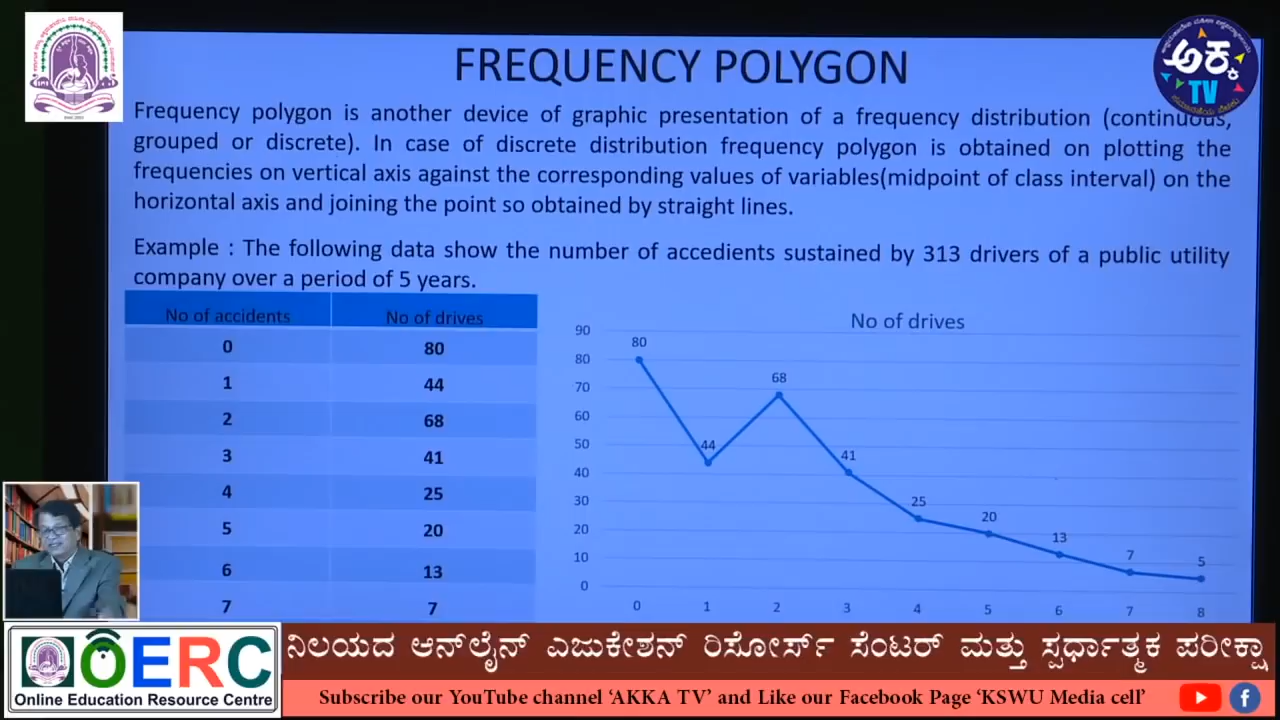 FREQUENCY POLYGON
ಅಕ್ಕ
TV
Frequency polygon is another device of graphic presentation of a frequency distribution (continuous,
grouped or discrete). In case of discrete distribution frequency polygon is obtained on plotting the
frequencies on vertical axis against the corresponding values of variables(midpoint of class interval) on the
horizontal axis and joining the point so obtained by straight lines.
Example : The following data show the number of accedients sustained by 313 drivers of a public utility
company over a period of 5 years.
No of accidents No of drives
0 80
1 44
2 68
3 41
4 25
5 20
6 13
7 7
No of drives
90
80
70
60
50
40
30
20
10
0
80
44
68
41
25
20
13
7
5
0 1 2 3 4 5 6 7 8
OERC
Online Education Resource Centre
ನಿಲಯದ ಆನ್‌ಲೈನ್ ಎಜುಕೇಶನ್ ರಿಸೋರ್ಸ್ ಸೆಂಟರ್ ಮತ್ತು ಸ್ಪರ್ಧಾತ್ಮಕ ಪರೀಕ್ಷಾ
Subscribe our YouTube channel ‘AKKA TV’ and Like our Facebook Page ‘KSWU Media cell’